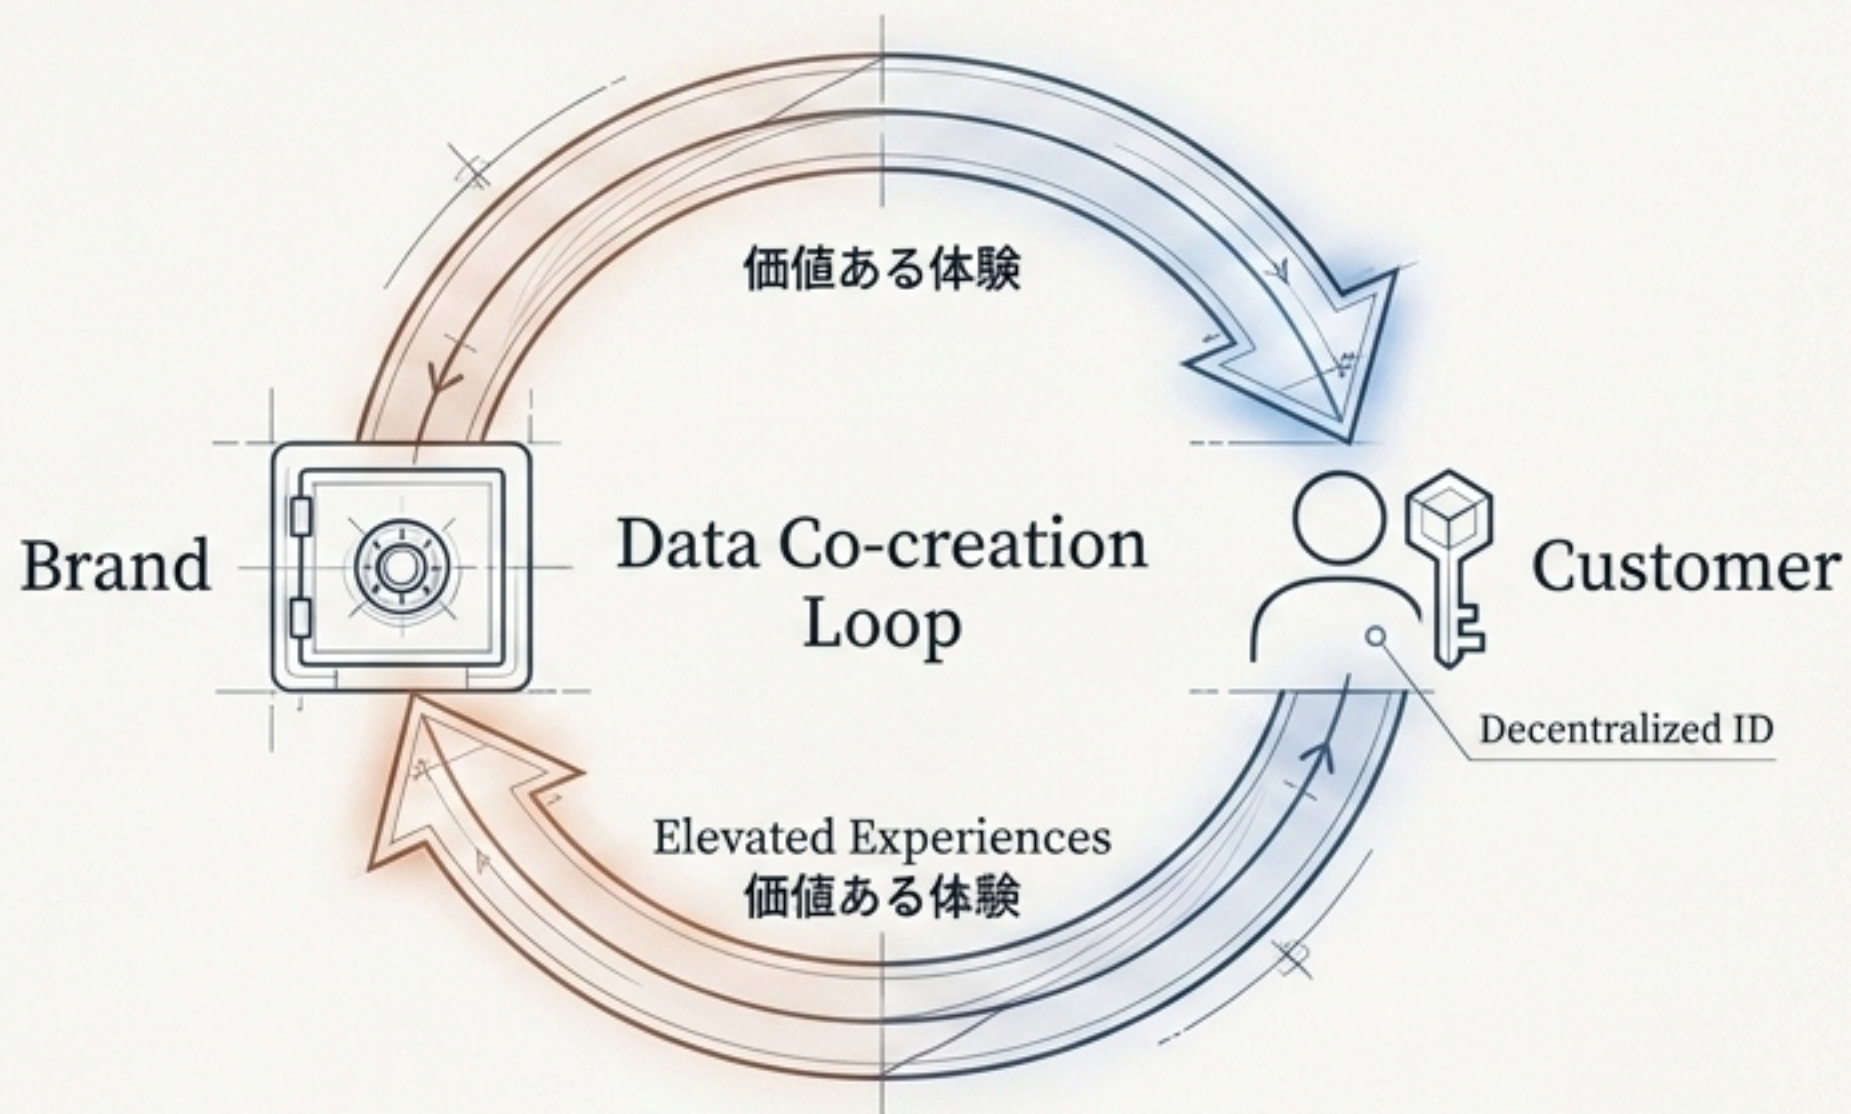 価値ある体験
Brand
Data Co-creation
Loop
Customer
Decentralized ID
Elevated Experiences
価値ある体験